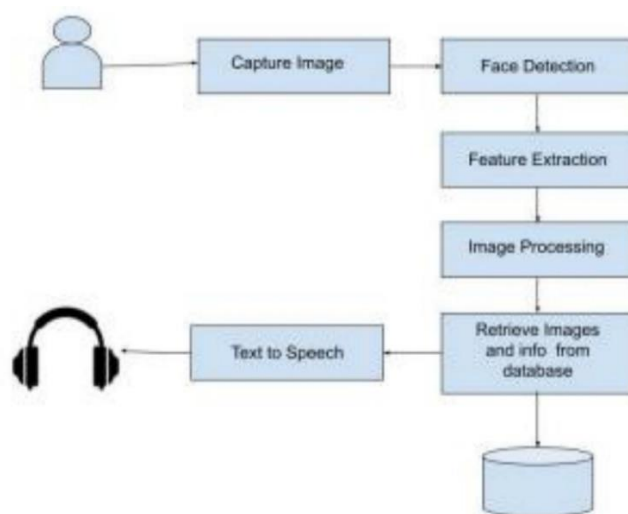 Capture Image
Face Detection
Feature Extraction
Image Processing
Retrieve Images
and info from
database
Text to Speech